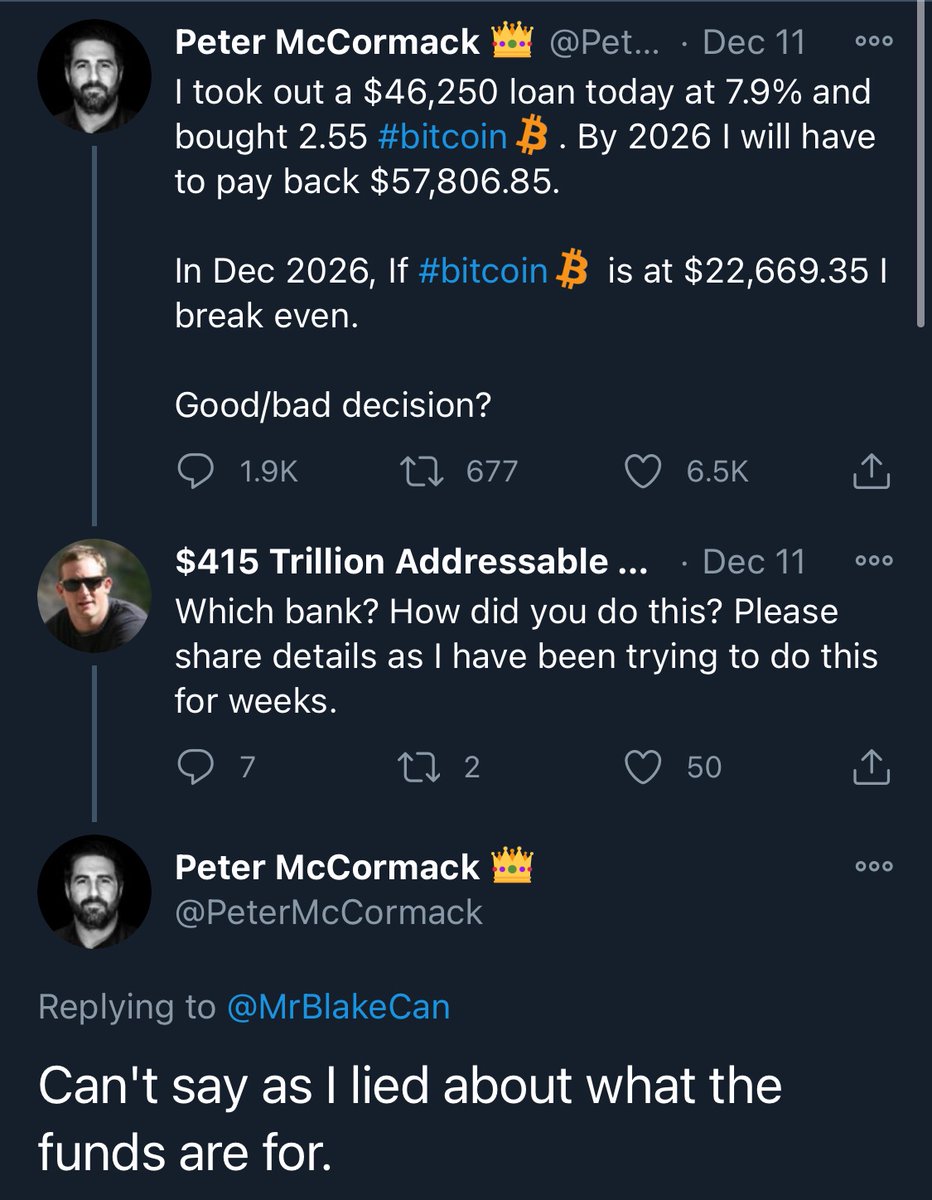 Peter McCormack 👑 @Pet... · Dec 11
I took out a $46,250 loan today at 7.9% and
bought 2.55 #bitcoin₿ . By 2026 I will have
to pay back $57,806.85.
In Dec 2026, If #bitcoin₿ is at $22,669.35 I
break even.
Good/bad decision?
1.9K 677 6.5K
$415 Trillion Addressable ... · Dec 11
Which bank? How did you do this? Please
share details as I have been trying to do this
for weeks.
7 2 50
Peter McCormack 👑
@PeterMcCormack
Replying to @MrBlakeCan
Can't say as I lied about what the
funds are for.